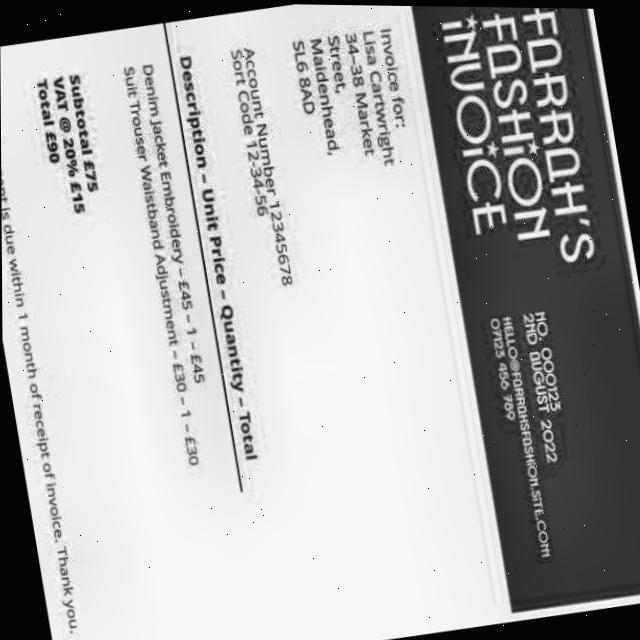 FARRAH'S
FASHION
INVOICE
NO. 000123
2ND AUGUST 2022
HELLO@FARRAHSFASHION.SITE.COM
07123 456 789
Invoice for:
Lisa Cartwright
34–38 Market
Street,
Maidenhead,
SL6 8AD
Account Number 12345678
Sort Code 12-34-56
Description – Unit Price – Quantity – Total
Denim Jacket Embroidery – £45 – 1 – £45
Suit Trouser Waistband Adjustment – £30 – 1 – £30
Subtotal £75
VAT @ 20% £15
Total £90
is due within 1 month of receipt of invoice. Thank you,